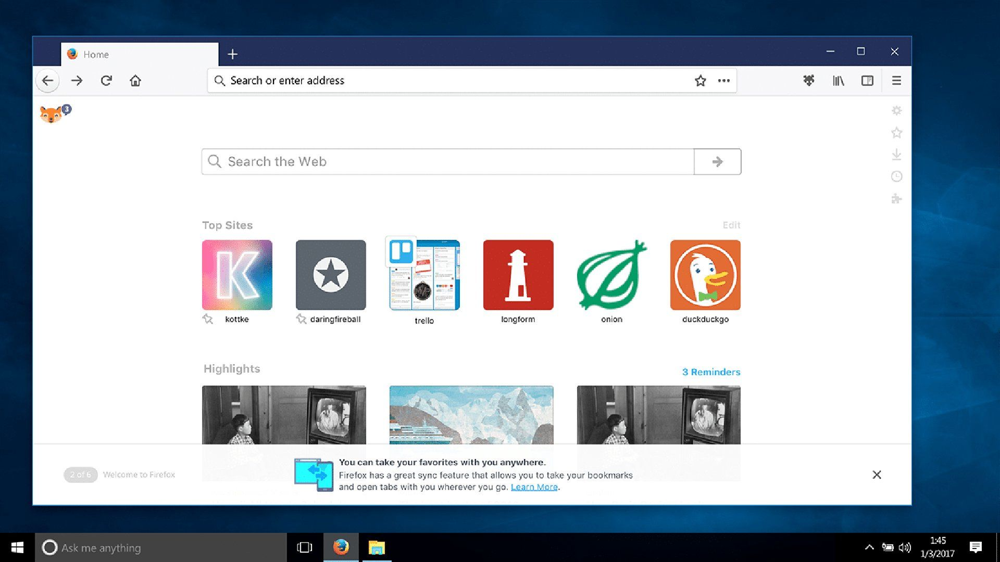 Home
Search or enter address
3
Search the Web
Top Sites
Edit
K
MVP
kottke
daringfireball
trello
longform
onion
duckduckgo
Highlights
3 Reminders
You can take your favorites with you anywhere.
2 of 6
Welcome to Firefox
Firefox has a great sync feature that allows you to take your bookmarks
and open tabs with you wherever you go. Learn More.
Ask me anything
1:45
1/3/2017